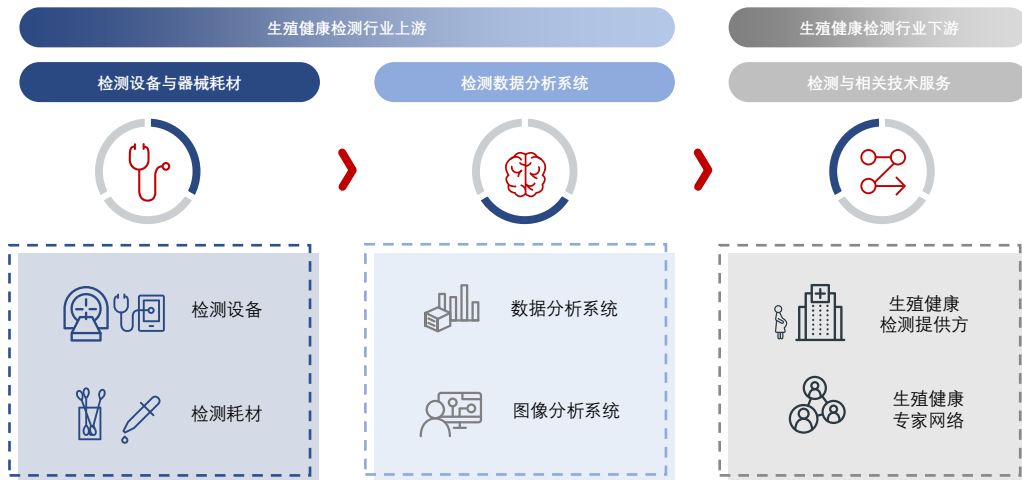 生殖健康检测行业上游
生殖健康检测行业下游
检测设备与器械耗材
检测数据分析系统
检测与相关技术服务
检测设备
数据分析系统
生殖健康
检测提供方
检测耗材
图像分析系统
生殖健康
专家网络